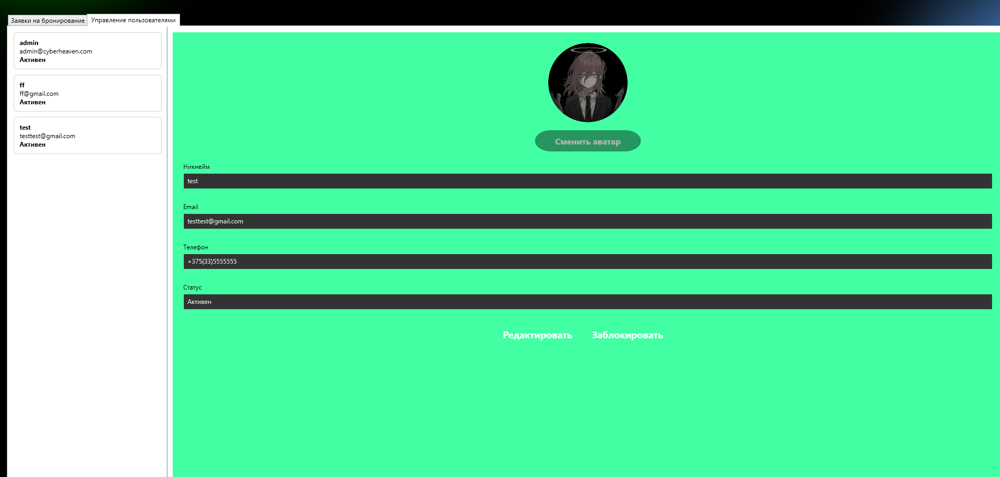 Заявки на бронирование
Управление пользователями
admin
admin@cyberheaven.com
Активен
ff
ff@gmail.com
Активен
test
testtest@gmail.com
Активен
Сменить аватар
Никнейм
test
Email
testtest@gmail.com
Телефон
+375(33)5555555
Статус
Активен
Редактировать
Заблокировать